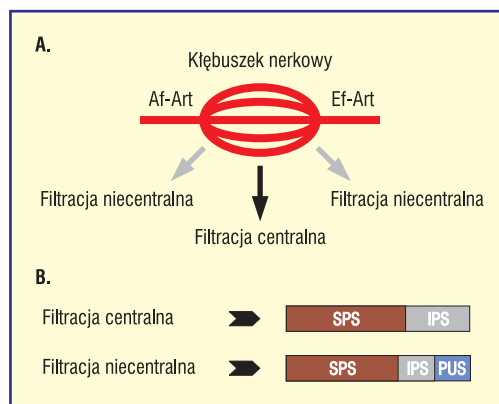 A.
Kłębuszek nerkowy
Af-Art Ef-Art
Filtracja niecentralna Filtracja niecentralna
Filtracja centralna
B.
Filtracja centralna SPS IPS
Filtracja niecentralna SPS IPS PUS